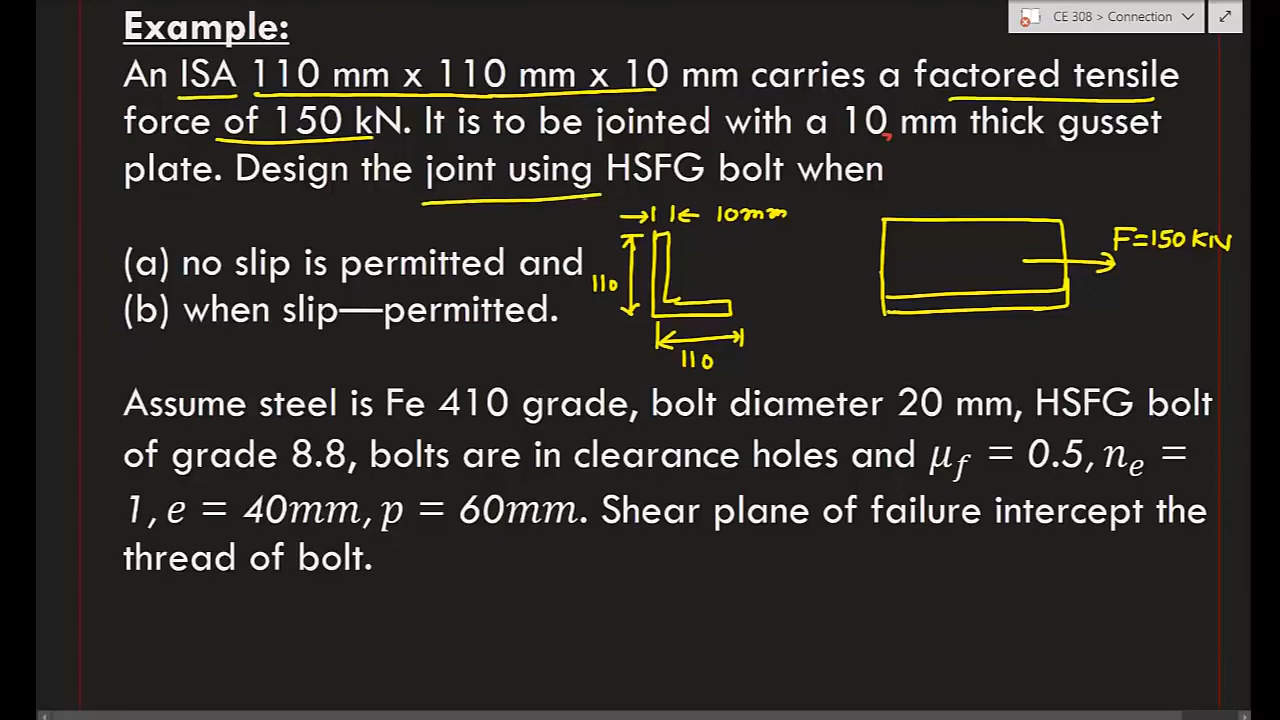 CE 308 > Connection
Example:
An ISA 110 mm x 110 mm x 10 mm carries a factored tensile
force of 150 kN. It is to be jointed with a 10 mm thick gusset
plate. Design the joint using HSFG bolt when
10mm
F=150KN
(a) no slip is permitted and
110
(b) when slip—permitted.
110
Assume steel is Fe 410 grade, bolt diameter 20 mm, HSFG bolt
of grade 8.8, bolts are in clearance holes and μf = 0.5, ne =
1, e = 40mm, p = 60mm. Shear plane of failure intercept the
thread of bolt.